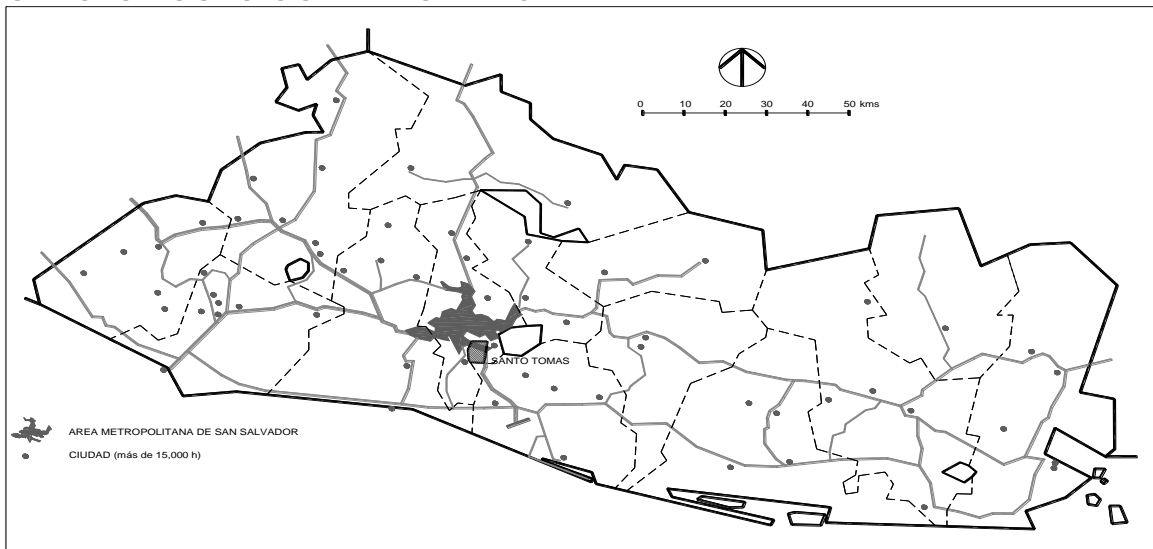 0 10 20 30 40 50 kms
SANTO TOMAS
AREA METROPOLITANA DE SAN SALVADOR
CIUDAD (más de 15,000 h)